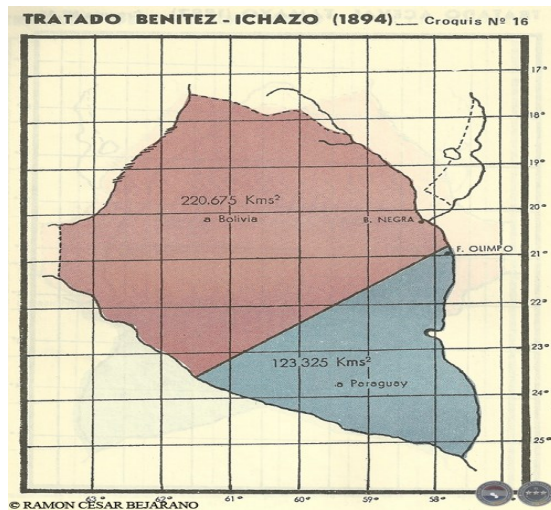 TRATADO BENITEZ - ICHAZO (1894)__ Croquis Nº 16
17°
18°
19°
220.675 Kms²
a Bolivia
20°
B. NEGRA
F. OLIMPO
21°
22°
23°
123,325 Kms²
a Paraguay
24°
25°
63° 62° 61° 60° 59° 58°
© RAMON CESAR BEJARANO